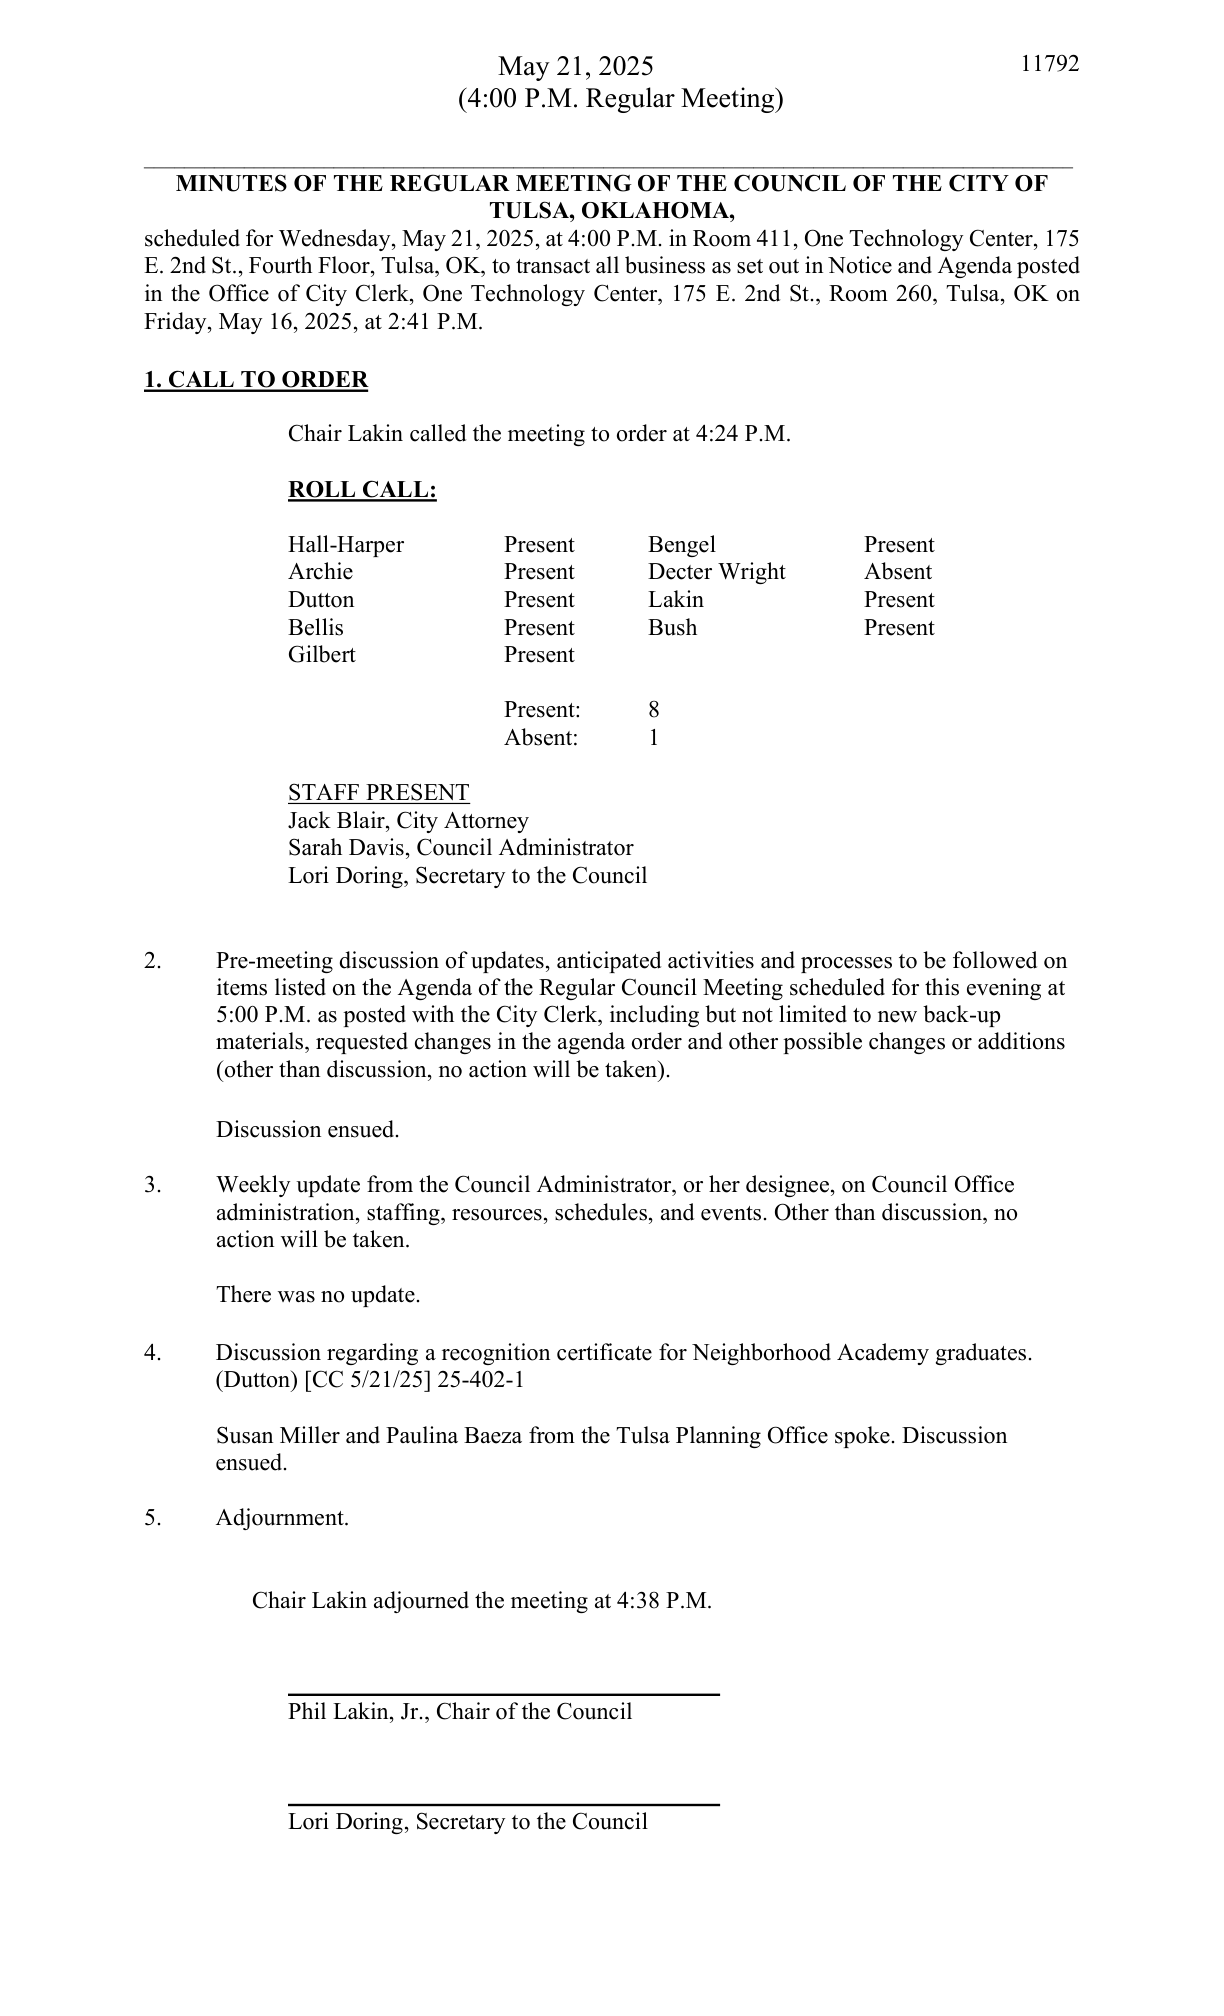 May 21, 2025 11792
(4:00 P.M. Regular Meeting)
MINUTES OF THE REGULAR MEETING OF THE COUNCIL OF THE CITY OF
TULSA, OKLAHOMA,
scheduled for Wednesday, May 21, 2025, at 4:00 P.M. in Room 411, One Technology Center, 175
E. 2nd St., Fourth Floor, Tulsa, OK, to transact all business as set out in Notice and Agenda posted
in the Office of City Clerk, One Technology Center, 175 E. 2nd St., Room 260, Tulsa, OK on
Friday, May 16, 2025, at 2:41 P.M.
1. CALL TO ORDER
Chair Lakin called the meeting to order at 4:24 P.M.
ROLL CALL:
Hall-Harper Present Bengel Present
Archie Present Decter Wright Absent
Dutton Present Lakin Present
Bellis Present Bush Present
Gilbert Present
Present: 8
Absent: 1
STAFF PRESENT
Jack Blair, City Attorney
Sarah Davis, Council Administrator
Lori Doring, Secretary to the Council
2. Pre-meeting discussion of updates, anticipated activities and processes to be followed on
items listed on the Agenda of the Regular Council Meeting scheduled for this evening at
5:00 P.M. as posted with the City Clerk, including but not limited to new back-up
materials, requested changes in the agenda order and other possible changes or additions
(other than discussion, no action will be taken).
Discussion ensued.
3. Weekly update from the Council Administrator, or her designee, on Council Office
administration, staffing, resources, schedules, and events. Other than discussion, no
action will be taken.
There was no update.
4. Discussion regarding a recognition certificate for Neighborhood Academy graduates.
(Dutton) [CC 5/21/25] 25-402-1
Susan Miller and Paulina Baeza from the Tulsa Planning Office spoke. Discussion
ensued.
5. Adjournment.
Chair Lakin adjourned the meeting at 4:38 P.M.
Phil Lakin, Jr., Chair of the Council
Lori Doring, Secretary to the Council